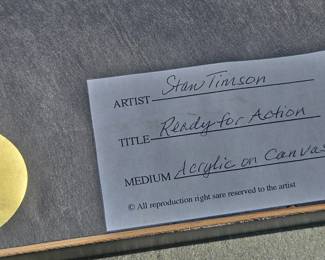 ARTIST Stan Timson
TITLE Ready for Action
MEDIUM Acrylic on Canvas
© All reproduction right sare reserved to the artist